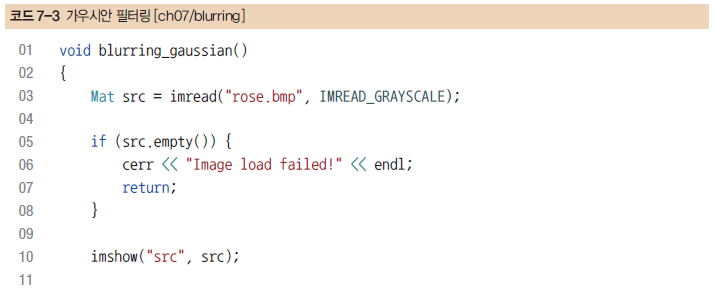 코드 7-3 가우시안 필터링 [ch07/blurring]
01 void blurring_gaussian()
02 {
03 Mat src = imread("rose.bmp", IMREAD_GRAYSCALE);
04
05 if (src.empty()) {
06 cerr << "Image load failed!" << endl;
07 return;
08 }
09
10 imshow("src", src);
11